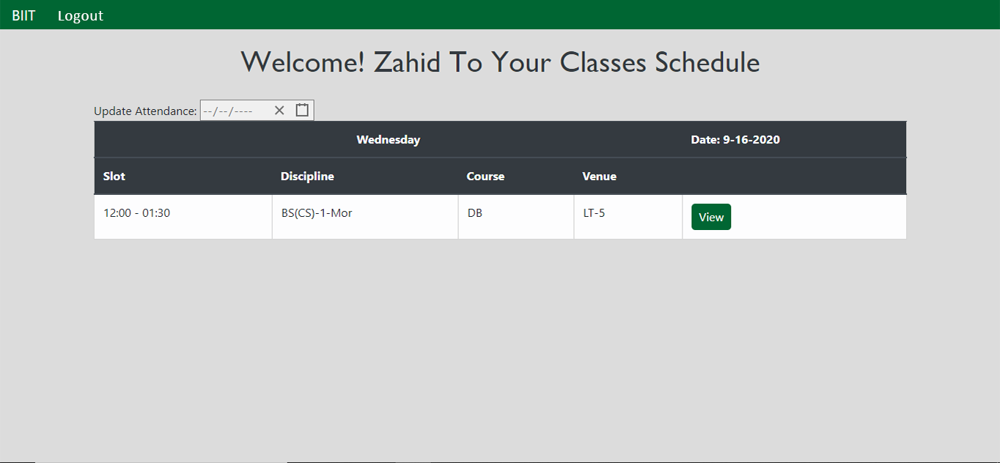 BIIT Logout
Welcome! Zahid To Your Classes Schedule
Update Attendance: --/--/----
Wednesday Date: 9-16-2020
Slot Discipline Course Venue
12:00 - 01:30 BS(CS)-1-Mor DB LT-5 View